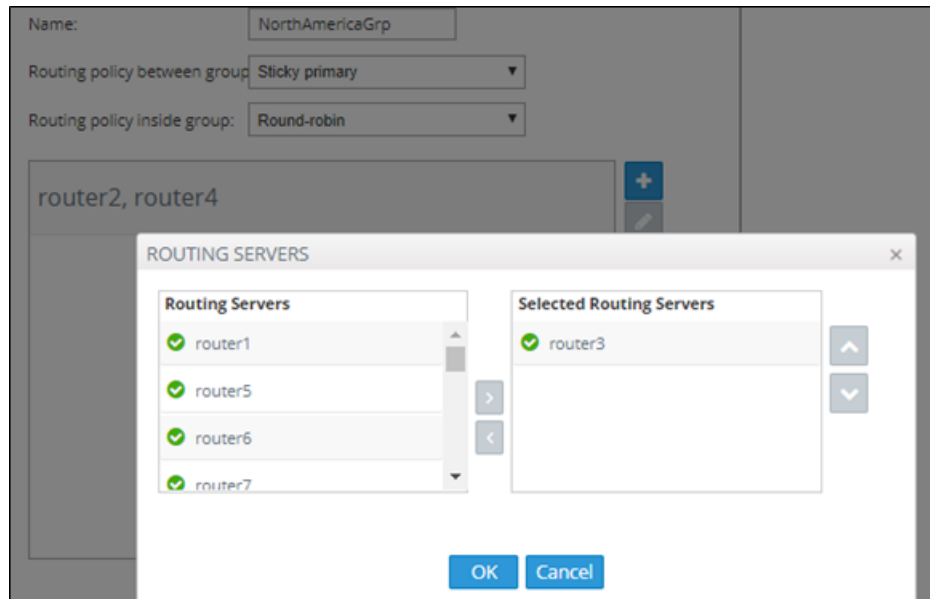 Name: NorthAmericaGrp
Routing policy between group Sticky primary
Routing policy inside group: Round-robin
router2, router4
ROUTING SERVERS
Routing Servers
router1
router5
router6
router7
Selected Routing Servers
router3
OK Cancel